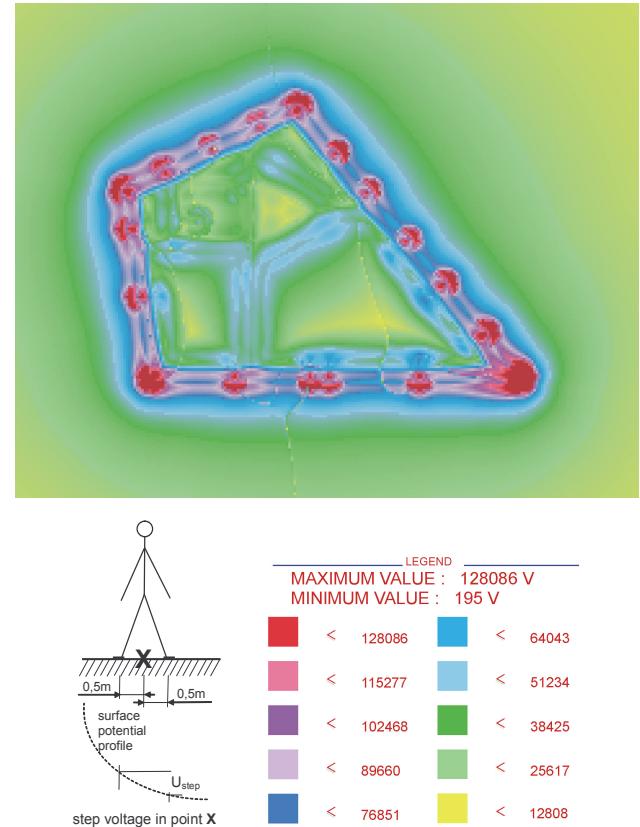 0,5m
0,5m
surface
potential
profile
Ustep
step voltage in point X
LEGEND
MAXIMUM VALUE : 128086 V
MINIMUM VALUE : 195 V
< 128086 < 64043
< 115277 < 51234
< 102468 < 38425
< 89660 < 25617
< 76851 < 12808
X